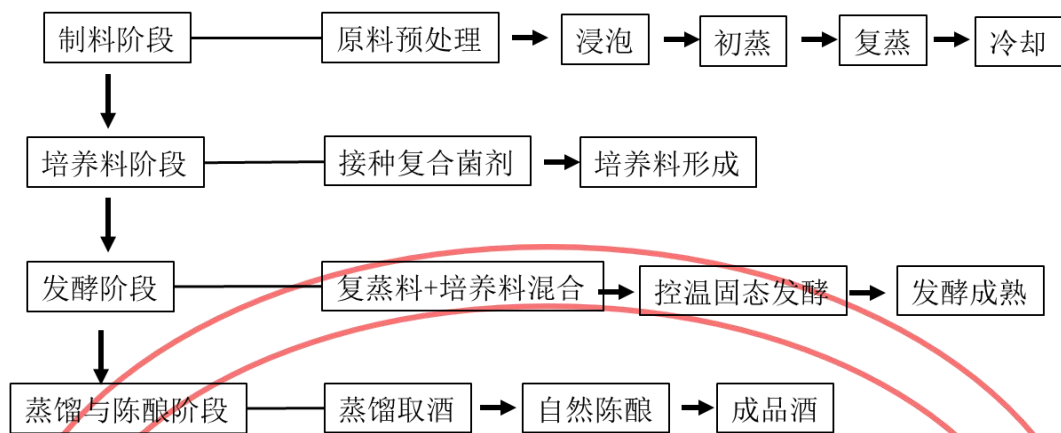 制料阶段 原料预处理 浸泡 初蒸 复蒸 冷却
培养料阶段 接种复合菌剂 培养料形成
发酵阶段 复蒸料+培养料混合 控温固态发酵 发酵成熟
蒸馏与陈酿阶段 蒸馏取酒 自然陈酿 成品酒